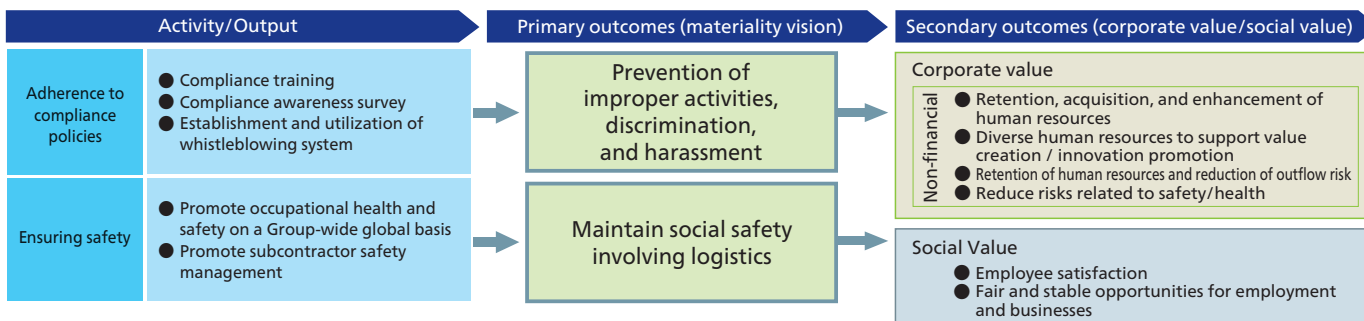 Activity/Output
Primary outcomes (materiality vision)
Secondary outcomes (corporate value/social value)
Adherence to
compliance
policies
● Compliance training
● Compliance awareness survey
● Establishment and utilization of
whistleblowing system
Prevention of
improper activities,
discrimination,
and harassment
Corporate value
Non-financial
● Retention, acquisition, and enhancement of
human resources
● Diverse human resources to support value
creation / innovation promotion
● Retention of human resources and reduction of outflow risk
● Reduce risks related to safety/health
Ensuring safety
● Promote occupational health and
safety on a Group-wide global basis
● Promote subcontractor safety
management
Maintain social safety
involving logistics
Social Value
● Employee satisfaction
● Fair and stable opportunities for employment
and businesses